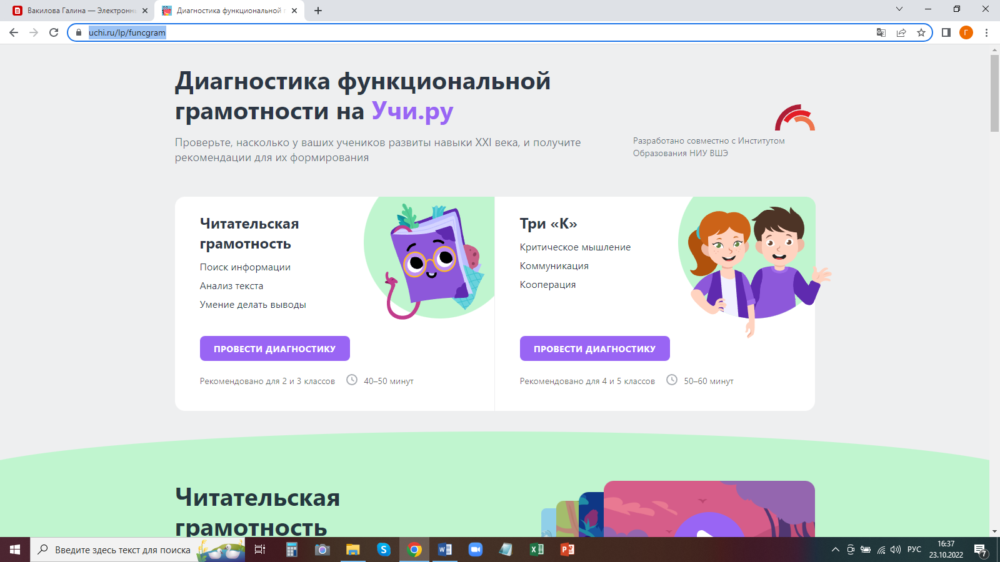 Вакилова Галина — Электронн
Диагностика функциональной г
uchi.ru/lp/funcgram
Г
Диагностика функциональной
грамотности на Учи.ру
Проверьте, насколько у ваших учеников развиты навыки XXI века, и получите
рекомендации для их формирования
Разработано совместно с Институтом
Образования НИУ ВШЭ
Читательская
грамотность
Поиск информации
Анализ текста
Умение делать выводы
ПРОВЕСТИ ДИАГНОСТИКУ
Рекомендовано для 2 и 3 классов 40–50 минут
Три «К»
Критическое мышление
Коммуникация
Кооперация
ПРОВЕСТИ ДИАГНОСТИКУ
Рекомендовано для 4 и 5 классов 50–60 минут
Читательская
грамотность
Введите здесь текст для поиска
РУС
16:37
23.10.2022
7